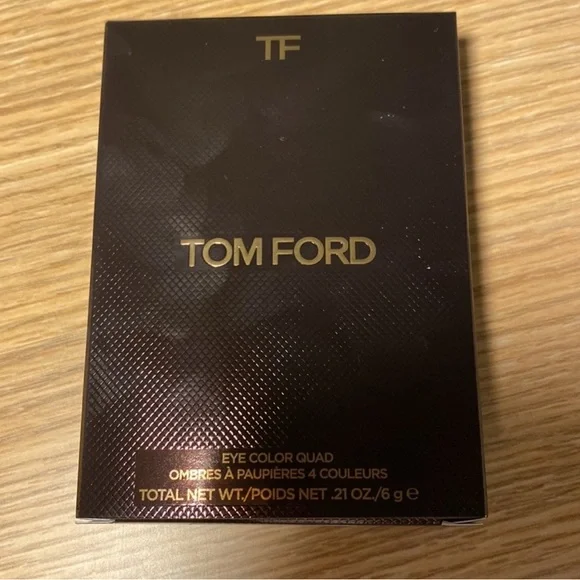 TF
TOM FORD
EYE COLOR QUAD
OMBRES À PAUPIÈRES 4 COULEURS
TOTAL NET WT./POIDS NET .21 OZ./6 g ℮